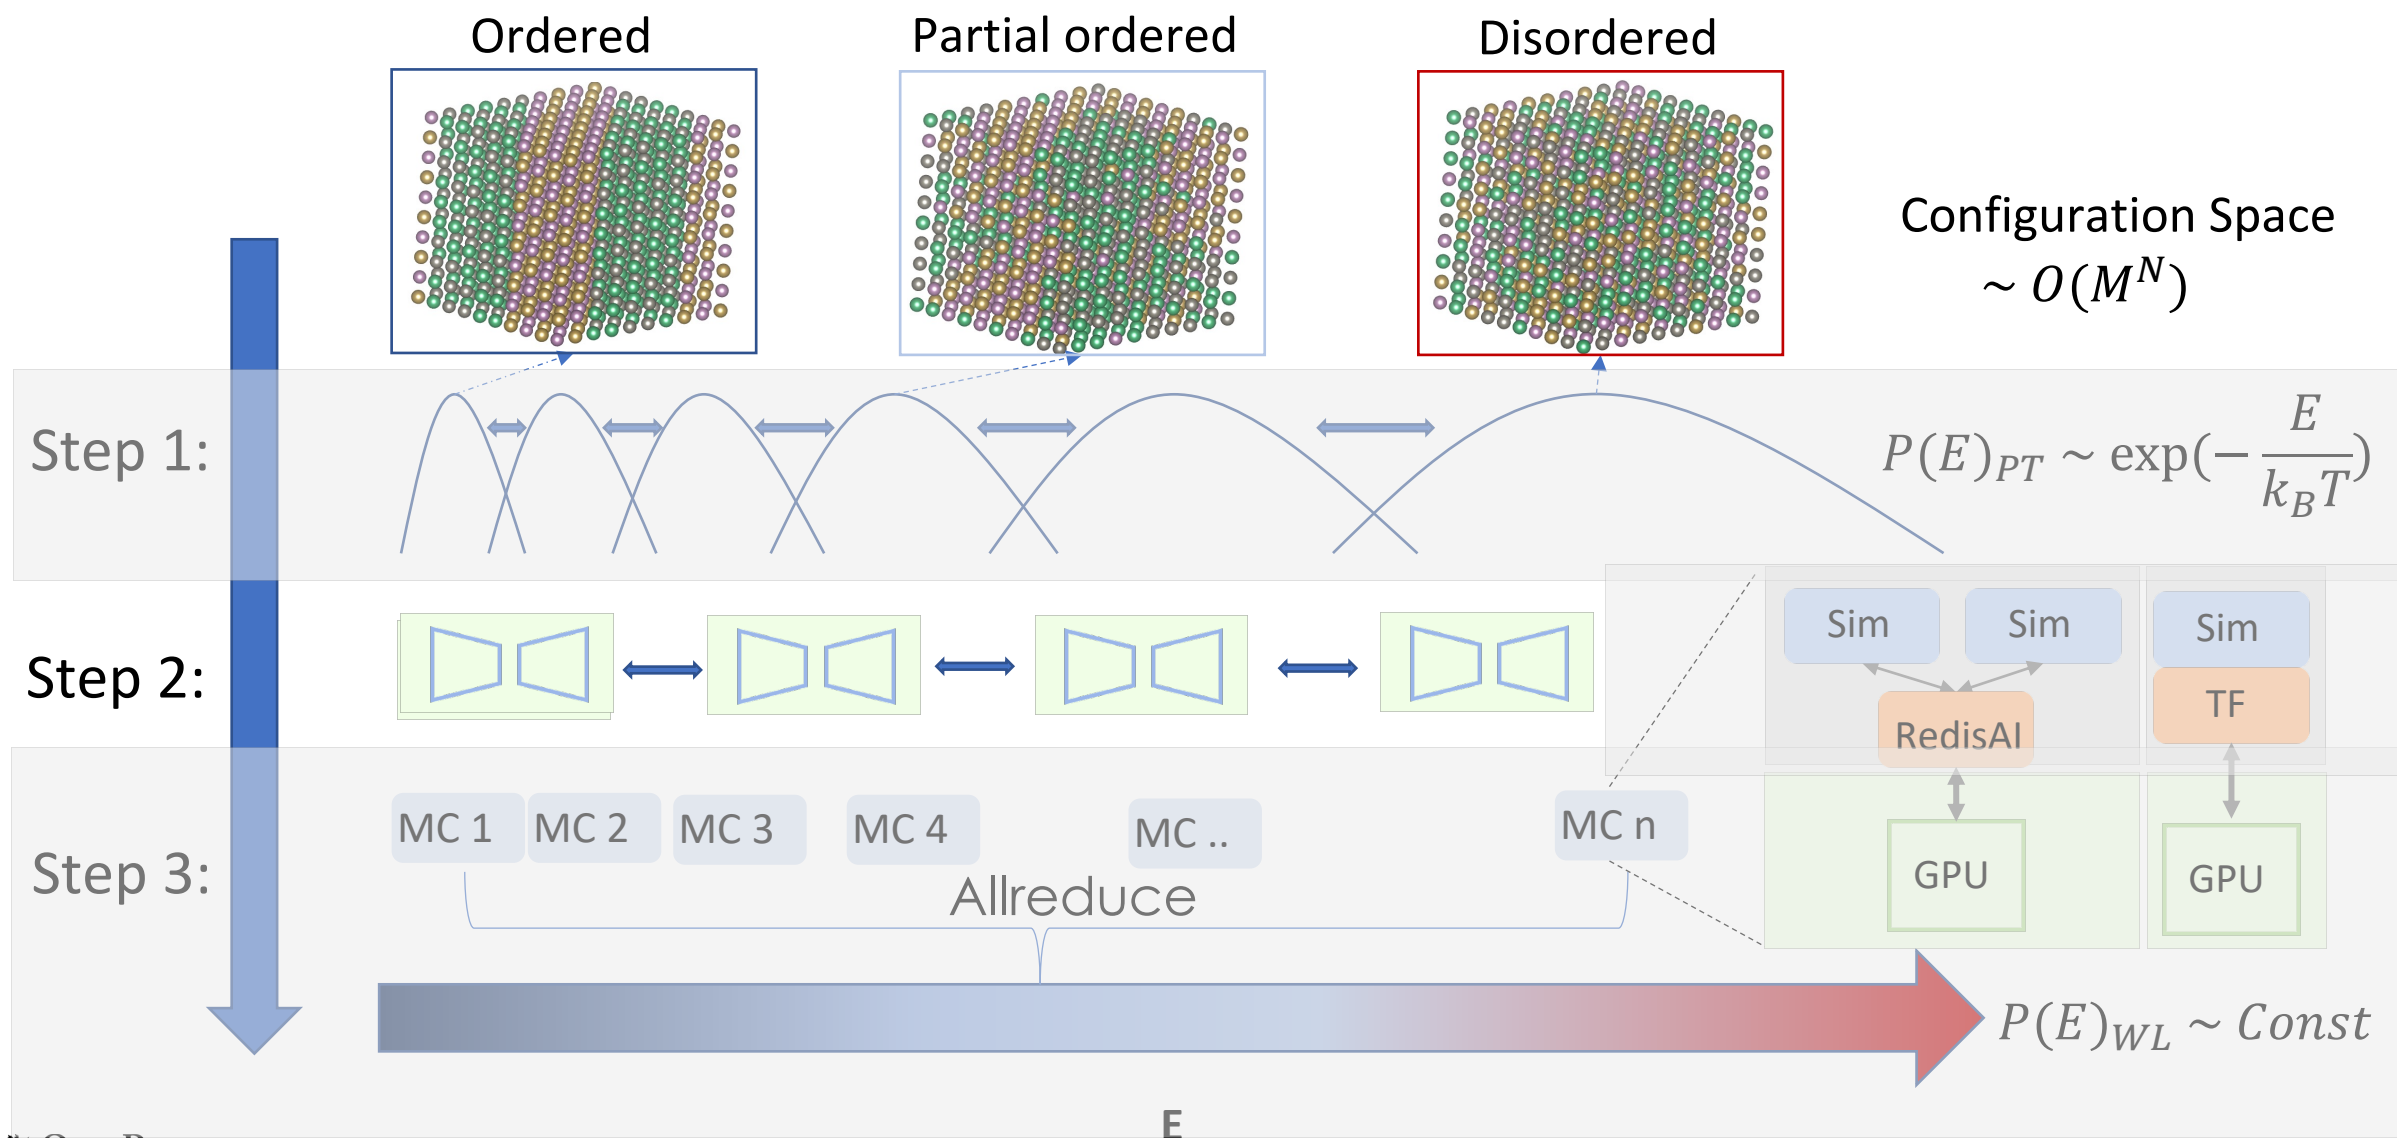 Ordered
Partial ordered
Disordered
Configuration Space
~ O(M^N)
Step 1:
P(E)_PT ~ exp(− E / k_B T)
Step 2:
Sim
Sim
Sim
RedisAI
TF
Step 3:
MC 1
MC 2
MC 3
MC 4
MC ..
MC n
GPU
GPU
Allreduce
P(E)_WL ~ Const
E